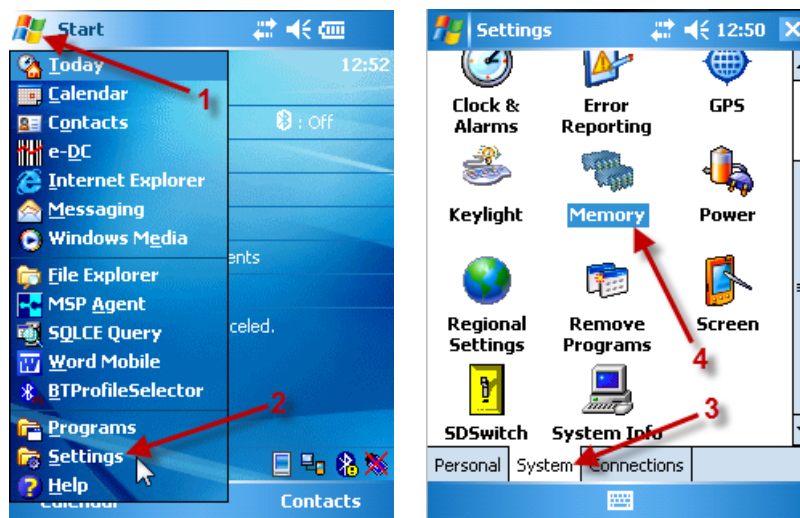 Start
Today 12:52
1
Calendar
Contacts : Off
e-DC
Internet Explorer
Messaging
Windows Media
ents
File Explorer
MSP Agent
SQLCE Query celed.
Word Mobile
BTProfileSelector
2
Programs
Settings
Help
Calendar Contacts
Settings 12:50
Clock & Alarms
Error Reporting
GPS
Keylight Memory Power
4
Regional Settings
Remove Programs
Screen
3
SDSwitch System Info
Personal System Connections